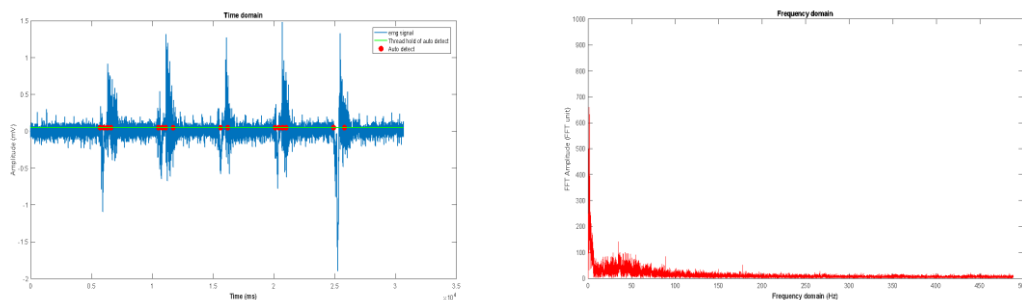 Time domain
1.5
1
0.5
0
-0.5
-1
-1.5
-2
Amplitude (mV)
emg signal
Thread hold of auto detect
Auto detect
0 0.5 1 1.5 2 2.5 3 3.5
×10⁴
Time (ms)
Frequency domain
1000
900
800
700
600
500
400
300
200
100
0
FFT Amplitude (FFT unit)
0 50 100 150 200 250 300 350 400 450
Frequency domain (Hz)